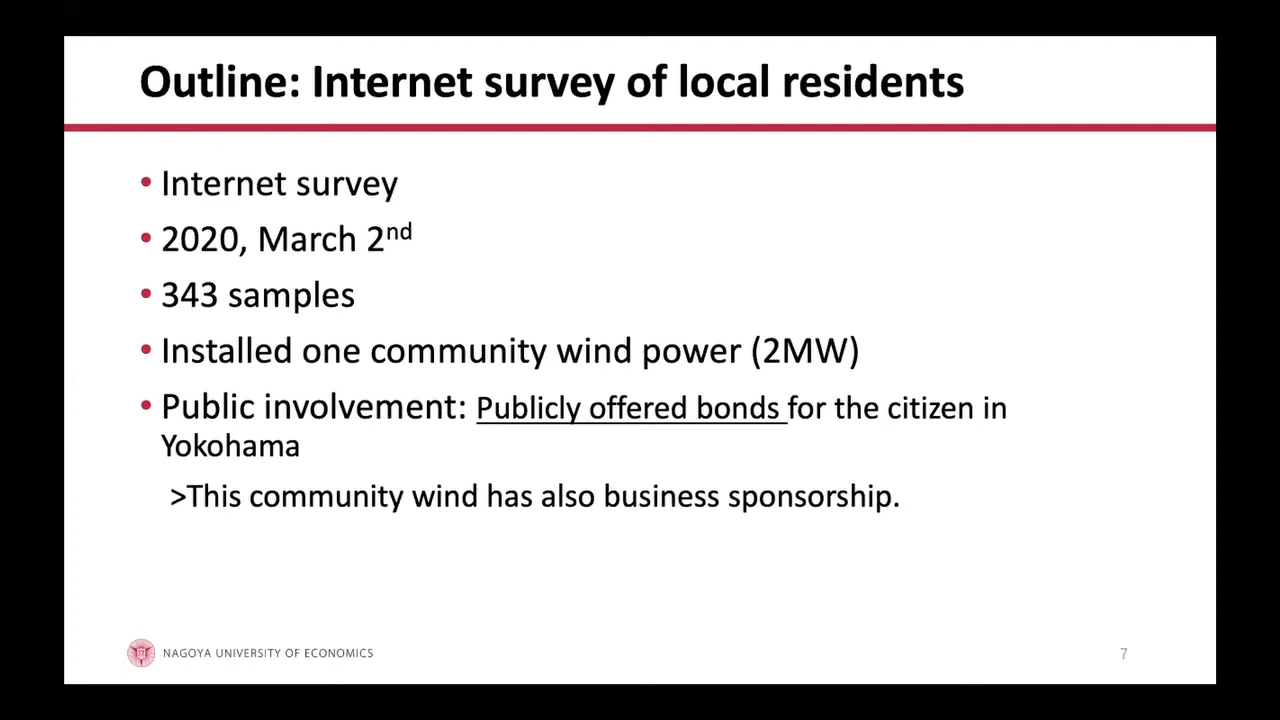 Outline: Internet survey of local residents
• Internet survey
• 2020, March 2nd
• 343 samples
• Installed one community wind power (2MW)
• Public involvement: Publicly offered bonds for the citizen in
Yokohama
>This community wind has also business sponsorship.
NAGOYA UNIVERSITY OF ECONOMICS
7